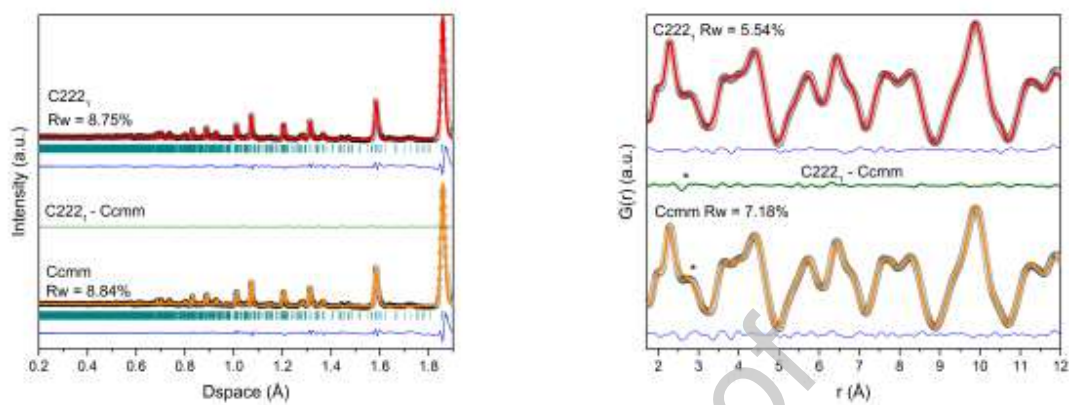 C222₁
Rw = 8.75%
C222₁ - Ccmm
Ccmm
Rw = 8.84%
Intensity (a.u.)
0.2 0.4 0.6 0.8 1.0 1.2 1.4 1.6 1.8
Dspace (Å)
C222₁ Rw = 5.54%
*
C222₁ - Ccmm
Ccmm Rw = 7.18%
*
G(r) (a.u.)
2 3 4 5 6 7 8 9 10 11 12
r (Å)